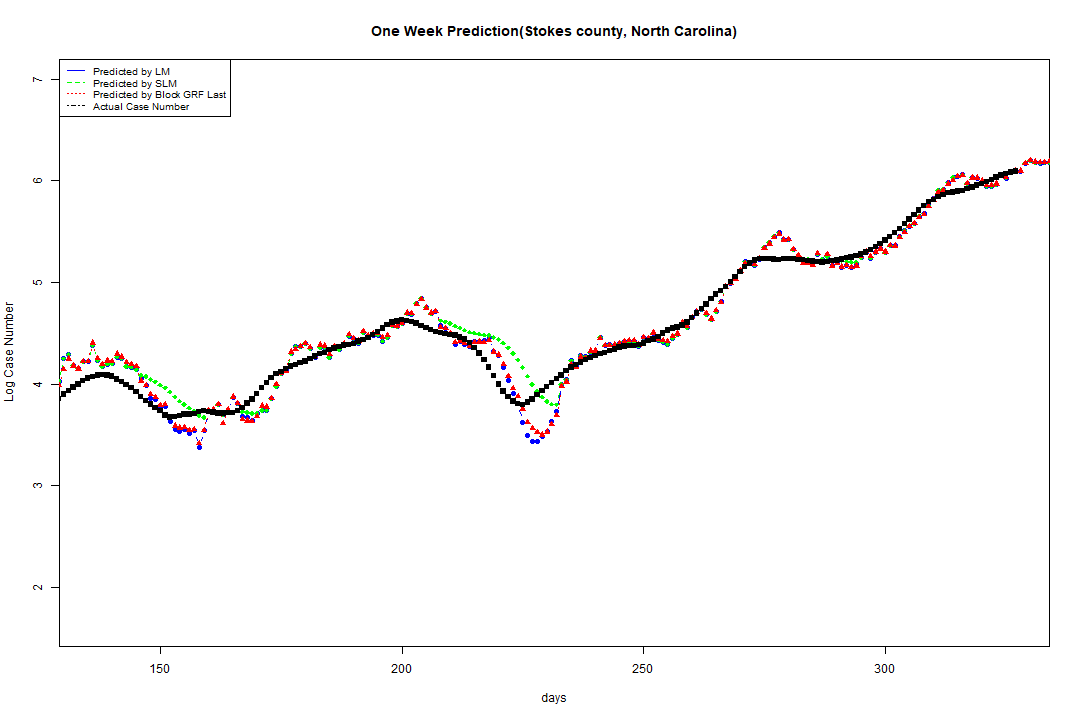 One Week Prediction(Stokes county, North Carolina)
Predicted by LM
Predicted by SLM
Predicted by Block GRF Last
Actual Case Number
Log Case Number
7
6
5
4
3
2
150
200
250
300
days